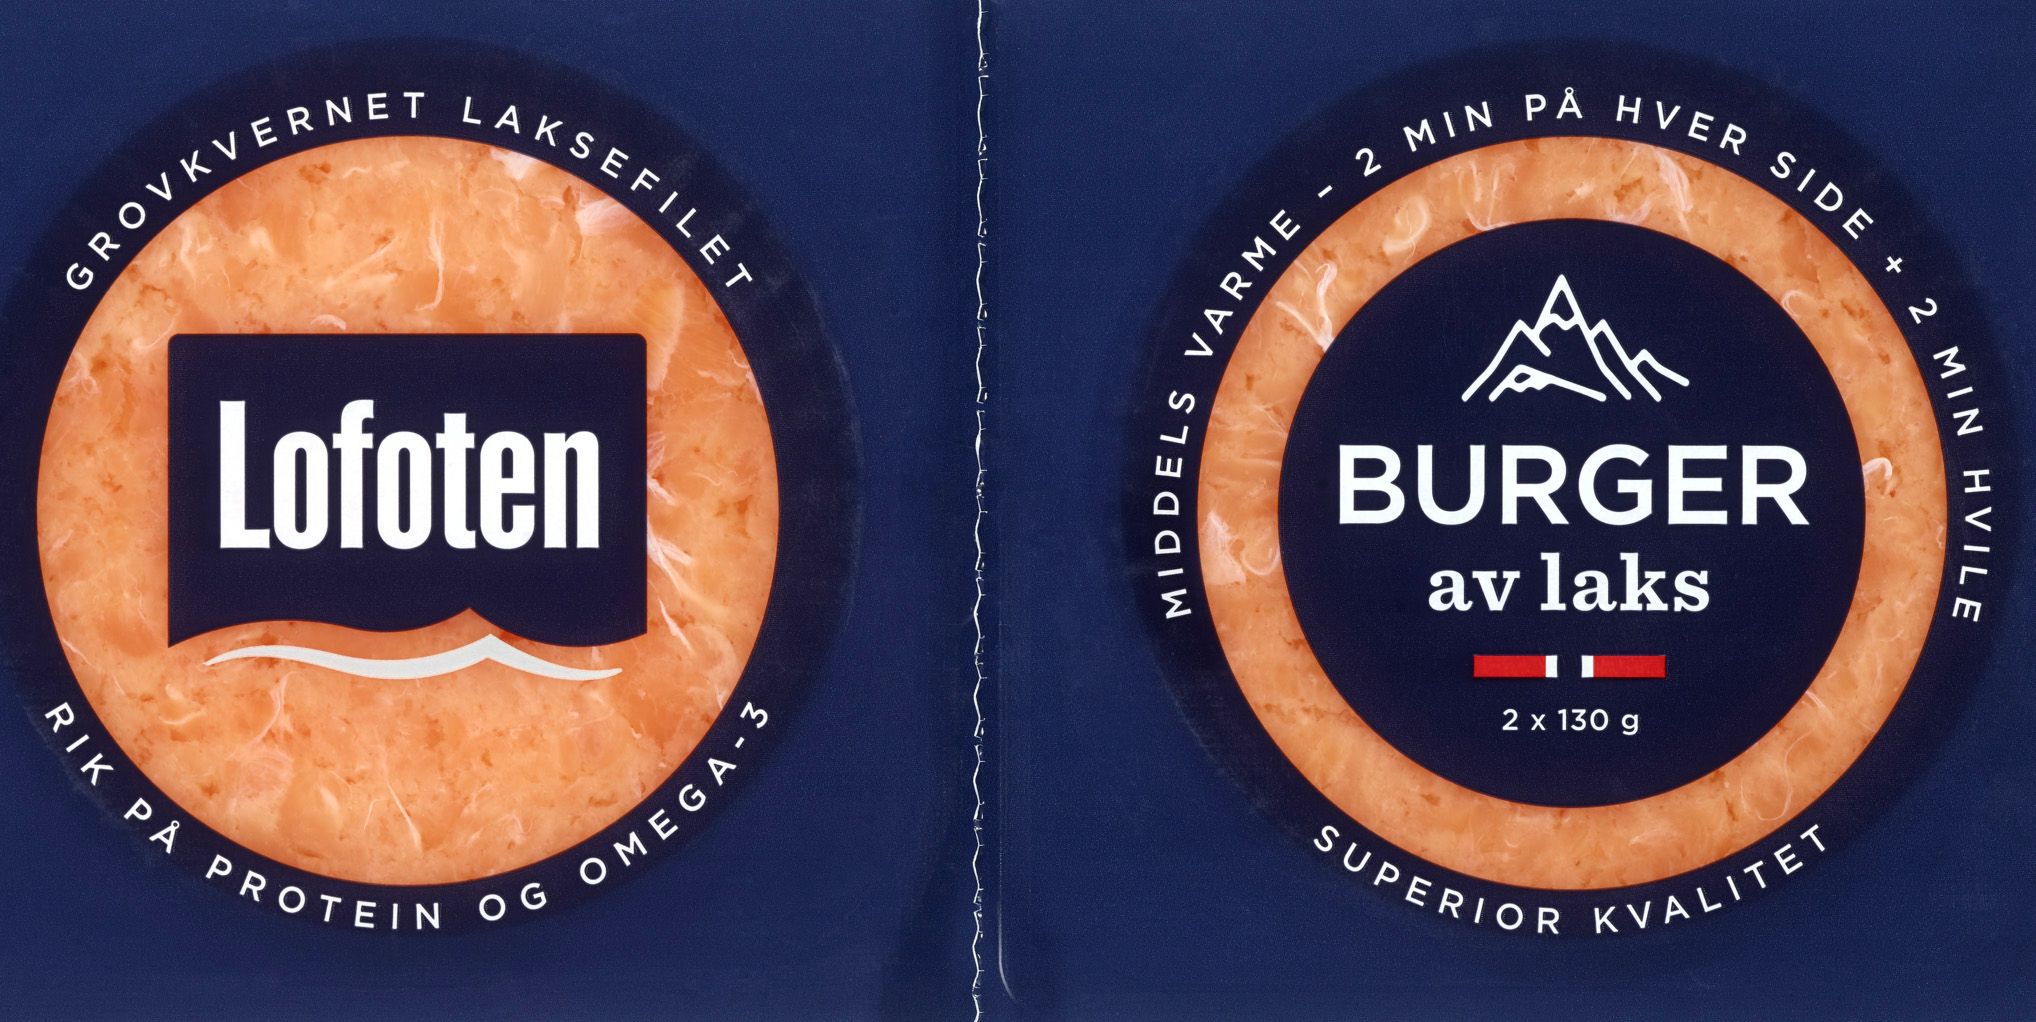 GROVKVERNET LAKSEFILET
Lofoten
RIK PÅ PROTEIN OG OMEGA-3
MIDDELS VARME - 2 MIN PÅ HVER SIDE + 2 MIN HVILE
BURGER
av laks
2 x 130 g
SUPERIOR KVALITET